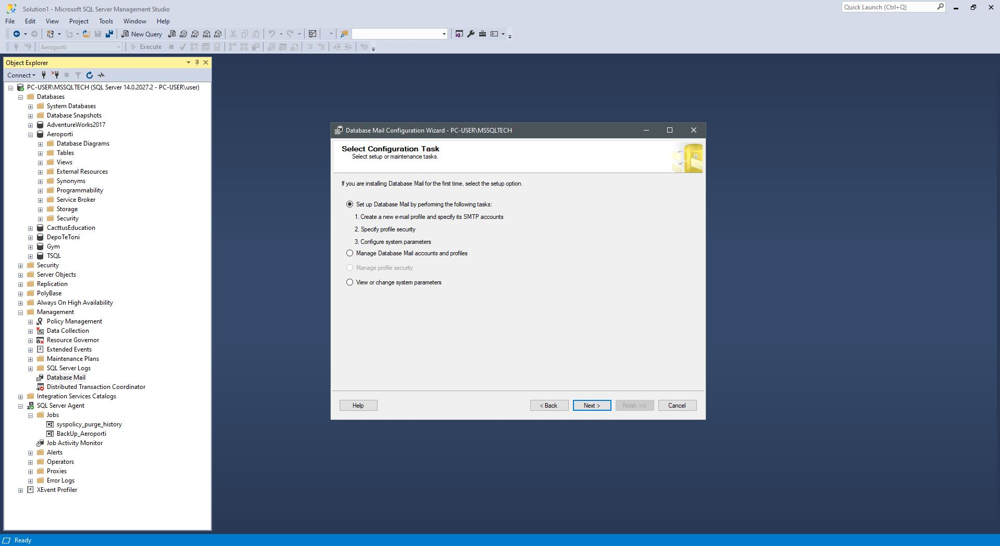 Solution1 - Microsoft SQL Server Management Studio
Quick Launch (Ctrl+Q)
File Edit View Project Tools Window Help
New Query MDX DMX XMLA DAX
Aeroporti Execute
Object Explorer
Connect
PC-USER\MSSQLTECH (SQL Server 14.0.2027.2 - PC-USER\user)
Databases
System Databases
Database Snapshots
AdventureWorks2017
Aeroporti
Database Diagrams
Tables
Views
External Resources
Synonyms
Programmability
Service Broker
Storage
Security
CacttusEducation
DepoTeToni
Gym
TSQL
Security
Server Objects
Replication
PolyBase
Always On High Availability
Management
Policy Management
Data Collection
Resource Governor
Extended Events
Maintenance Plans
SQL Server Logs
Database Mail
Distributed Transaction Coordinator
Integration Services Catalogs
SQL Server Agent
Jobs
syspolicy_purge_history
BackUp_Aeroporti
Job Activity Monitor
Alerts
Operators
Proxies
Error Logs
XEvent Profiler
Database Mail Configuration Wizard - PC-USER\MSSQLTECH
Select Configuration Task
Select setup or maintenance tasks.
If you are installing Database Mail for the first time, select the setup option.
Set up Database Mail by performing the following tasks:
1. Create a new e-mail profile and specify its SMTP accounts
2. Specify profile security
3. Configure system parameters
Manage Database Mail accounts and profiles
Manage profile security
View or change system parameters
Help < Back Next > Finish >>| Cancel
Ready